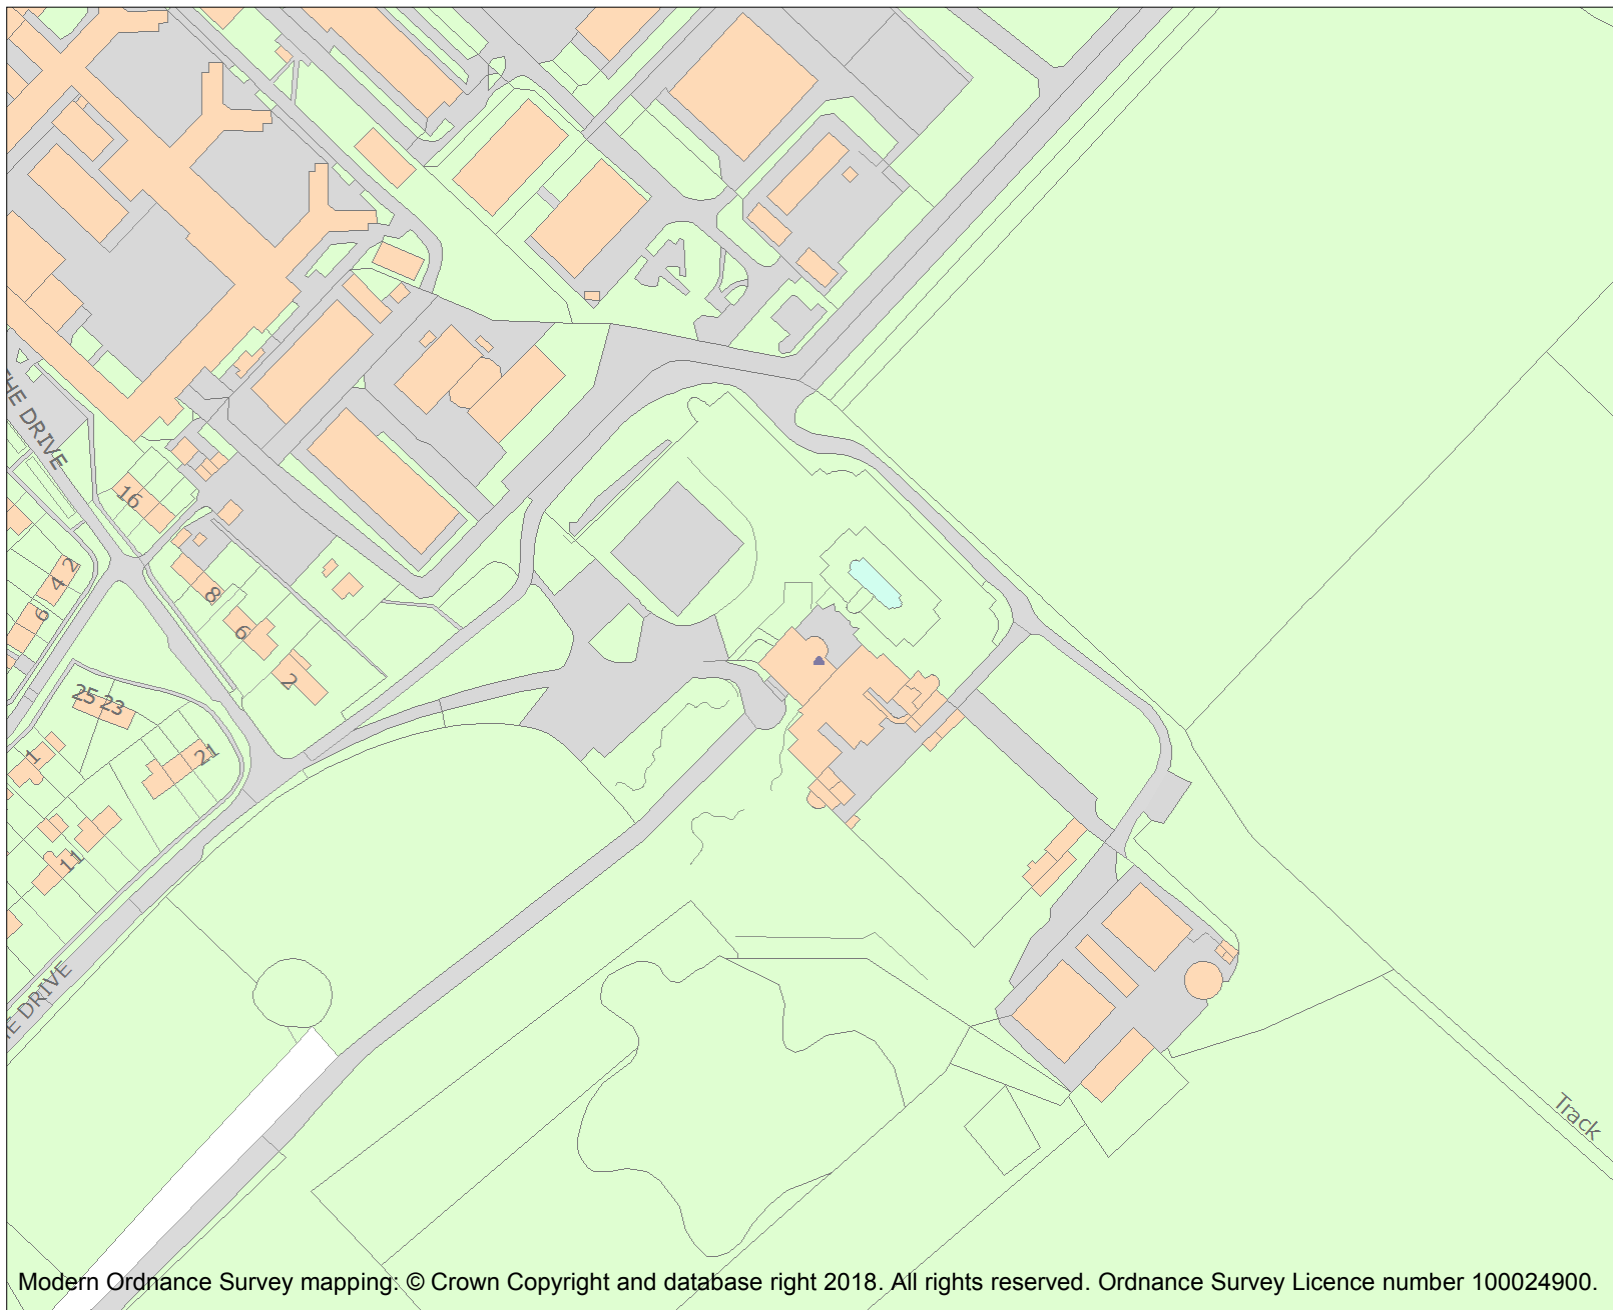 THE DRIVE
16
4 2
6
8
6
2
25 23
1
21
11
E DRIVE
Track
Modern Ordnance Survey mapping: © Crown Copyright and database right 2018. All rights reserved. Ordnance Survey Licence number 100024900.